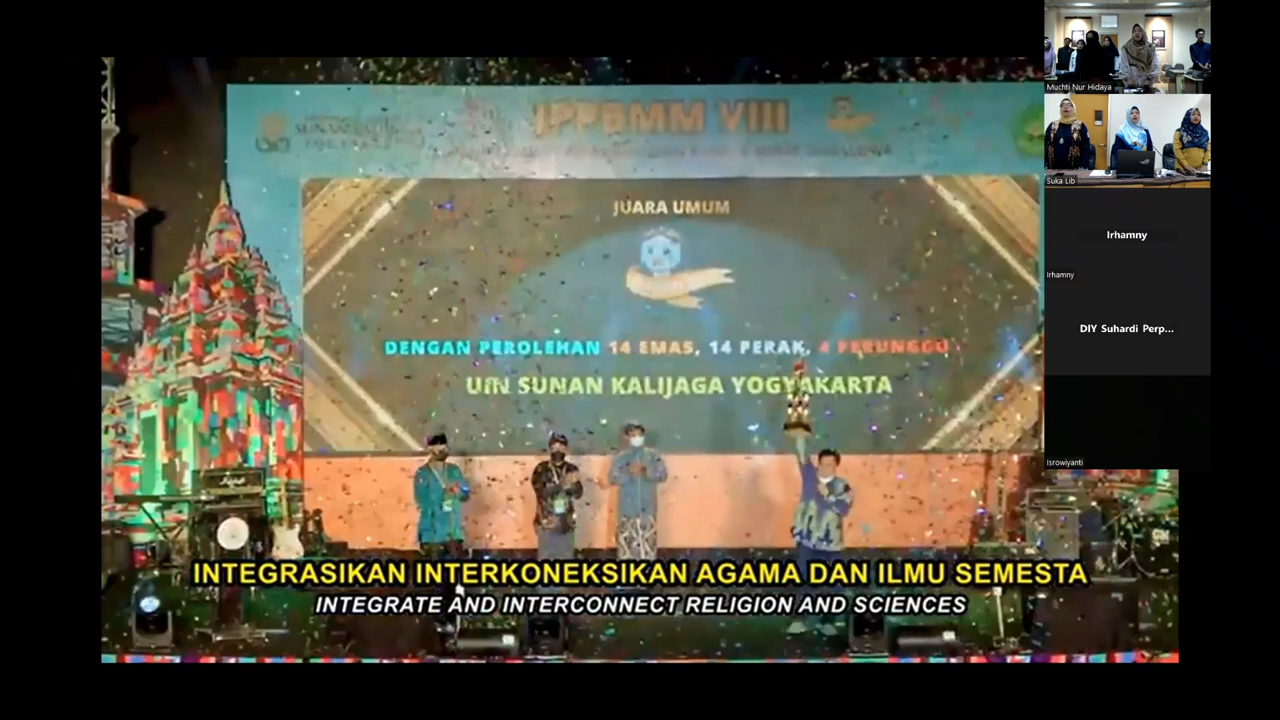 IPPBMM VIII
JUARA UMUM
DENGAN PEROLEHAN 14 EMAS, 14 PERAK, 4 PERUNGGU
UIN SUNAN KALIJAGA YOGYAKARTA
INTEGRASIKAN INTERKONEKSIKAN AGAMA DAN ILMU SEMESTA
INTEGRATE AND INTERCONNECT RELIGION AND SCIENCES
Muchti Nur Hidaya
Suka Lib
Irhamny
Irhamny
DIY Suhardi Perp...
Isrowiyanti